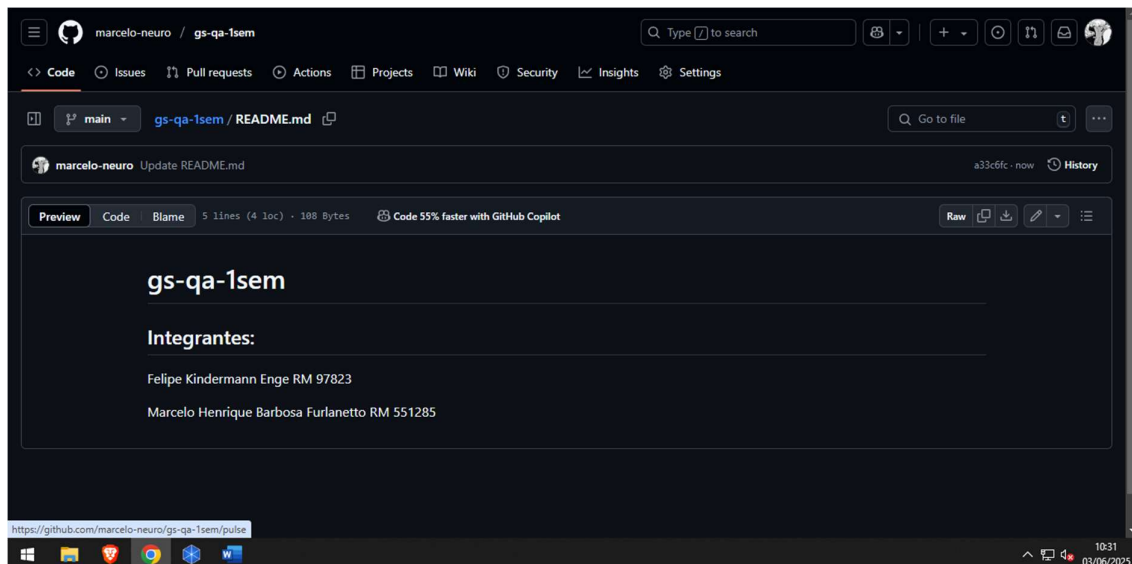 marcelo-neuro / gs-qa-1sem
Type / to search
Code Issues Pull requests Actions Projects Wiki Security Insights Settings
main gs-qa-1sem / README.md Go to file t
marcelo-neuro Update README.md a33c6fc · now History
Preview Code Blame 5 lines (4 loc) · 108 Bytes Code 55% faster with GitHub Copilot Raw
gs-qa-1sem
Integrantes:
Felipe Kindermann Enge RM 97823
Marcelo Henrique Barbosa Furlanetto RM 551285
https://github.com/marcelo-neuro/gs-qa-1sem/pulse
10:31
03/06/2025